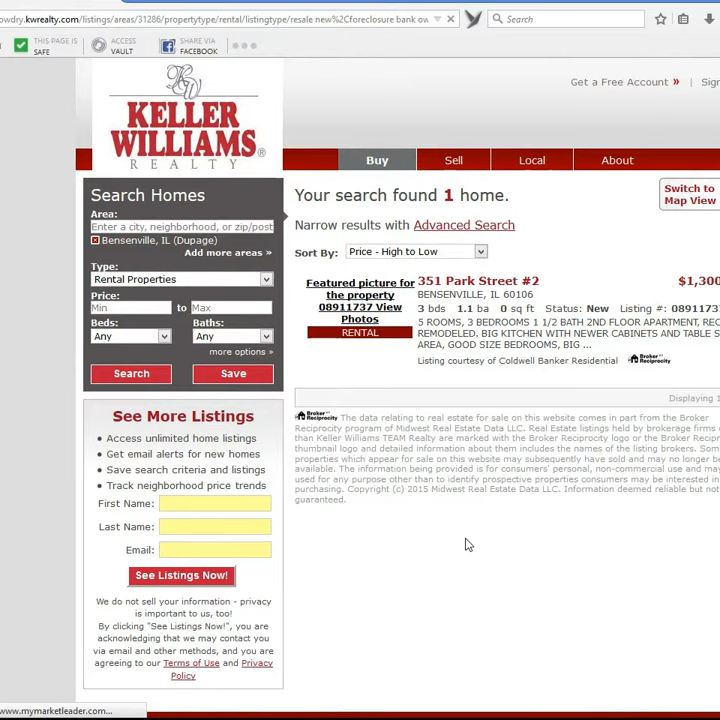 owdry.kwrealty.com/listings/areas/31286/propertytype/rental/listingtype/resale new%2Cforeclosure bank ow
Search
THIS PAGE IS
SAFE
ACCESS
VAULT
SHARE VIA
FACEBOOK
KW
KELLER
WILLIAMS®
REALTY
Get a Free Account »
Sign
Buy
Sell
Local
About
Search Homes
Area:
Enter a city, neighborhood, or zip/post
Bensenville, IL (Dupage)
Add more areas »
Type:
Rental Properties
Price:
Min to Max
Beds: Baths:
Any Any
more options »
Search Save
See More Listings
• Access unlimited home listings
• Get email alerts for new homes
• Save search criteria and listings
• Track neighborhood price trends
First Name:
Last Name:
Email:
See Listings Now!
We do not sell your information - privacy
is important to us, too!
By clicking "See Listings Now!", you are
acknowledging that we may contact you
via email and other methods, and you are
agreeing to our Terms of Use and Privacy
Policy
Your search found 1 home.
Switch to
Map View
Narrow results with Advanced Search
Sort By: Price - High to Low
Featured picture for
the property
08911737 View
Photos
RENTAL
351 Park Street #2 $1,300
BENSENVILLE, IL 60106
3 bds 1.1 ba 0 sq ft Status: New Listing #: 0891173
5 ROOMS, 3 BEDROOMS 1 1/2 BATH 2ND FLOOR APARTMENT, REC
REMODELED. BIG KITCHEN WITH NEWER CABINETS AND TABLE S
AREA, GOOD SIZE BEDROOMS, BIG ...
Listing courtesy of Coldwell Banker Residential Broker Reciprocity
Displaying 1
Broker Reciprocity The data relating to real estate for sale on this website comes in part from the Broker
Reciprocity program of Midwest Real Estate Data LLC. Real Estate listings held by brokerage firms o
than Keller Williams TEAM Realty are marked with the Broker Reciprocity logo or the Broker Recipr
thumbnail logo and detailed information about them includes the names of the listing brokers. Som
properties which appear for sale on this website may subsequently have sold and may no longer be
available. The information being provided is for consumers' personal, non-commercial use and may
used for any purpose other than to identify prospective properties consumers may be interested in
purchasing. Copyright (c) 2015 Midwest Real Estate Data LLC. Information deemed reliable but not
guaranteed.
www.mymarketleader.com...